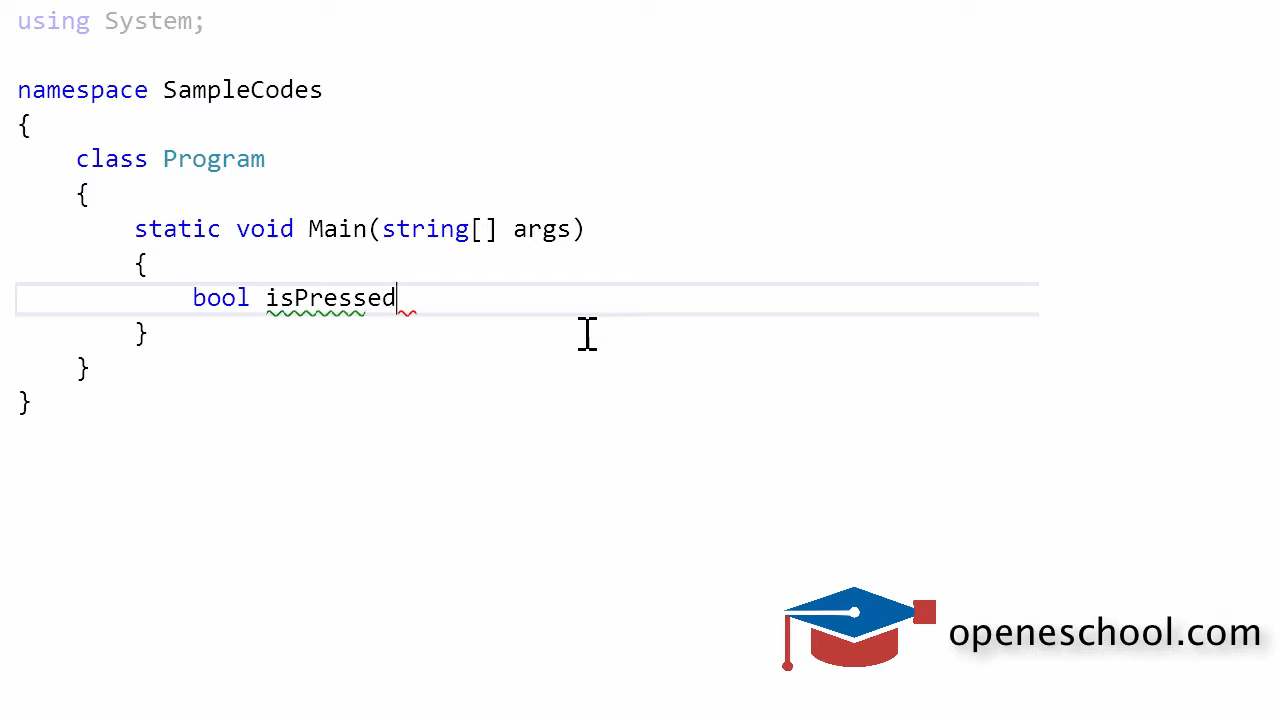 using System;
namespace SampleCodes
{
class Program
{
static void Main(string[] args)
{
bool isPressed
}
}
}
openeschool.com